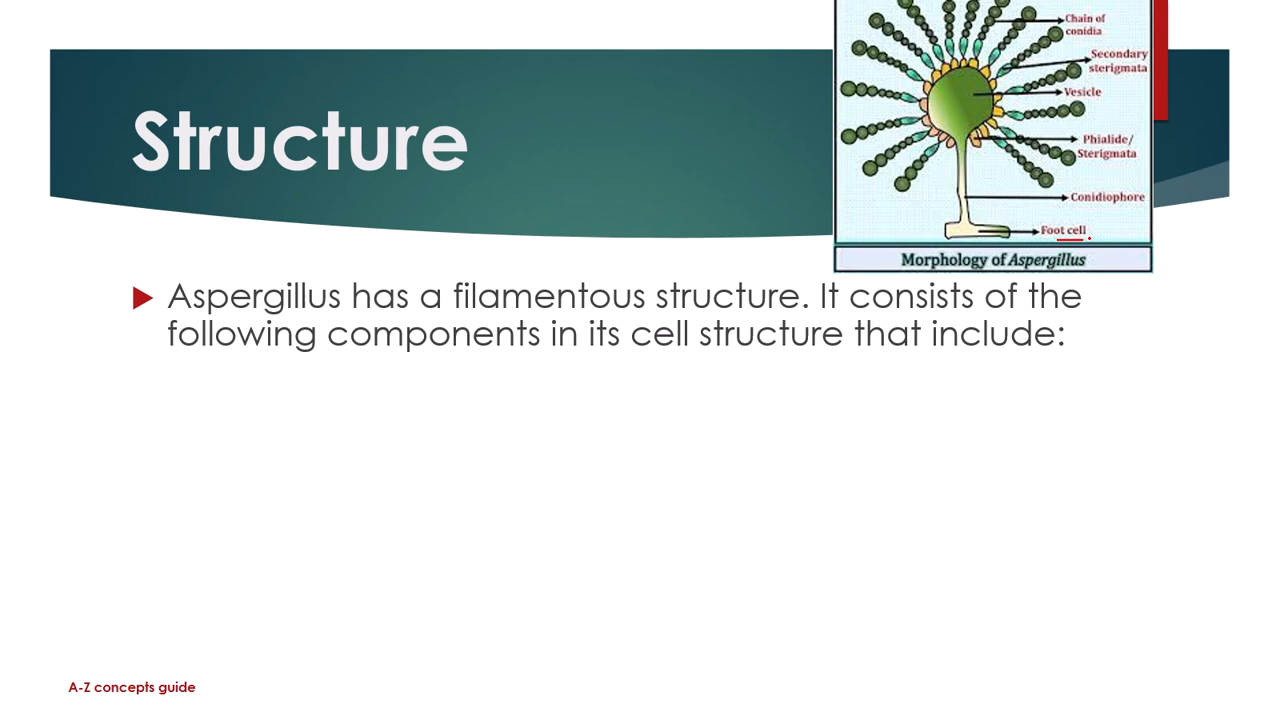 Structure
Chain of
conidia
Secondary
sterigmata
Vesicle
Phialide/
Sterigmata
Conidiophore
Foot cell
Morphology of Aspergillus
Aspergillus has a filamentous structure. It consists of the
following components in its cell structure that include:
A-Z concepts guide